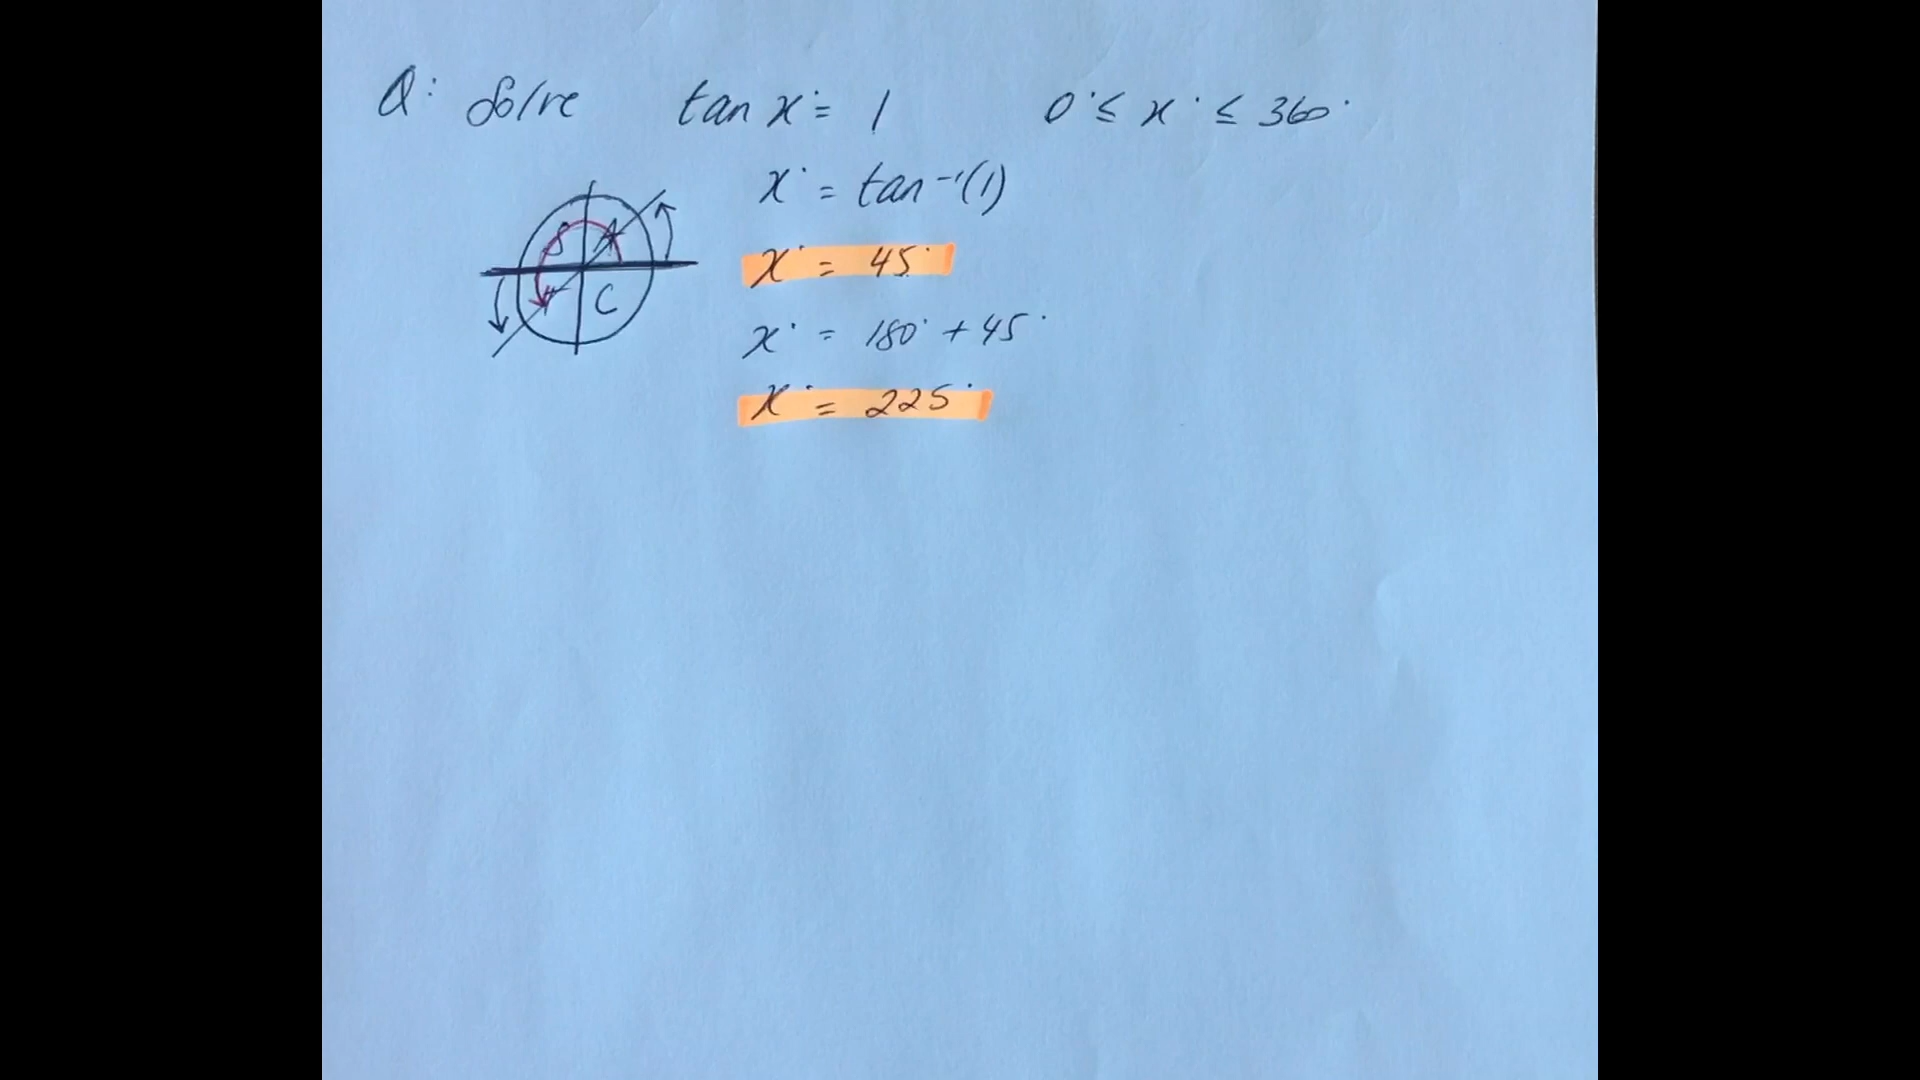 Q: Solve tan x° = 1 0° ≤ x° ≤ 360°
x° = tan⁻¹(1)
S A
x° = 45°
T C
x° = 180° + 45°
x° = 225°